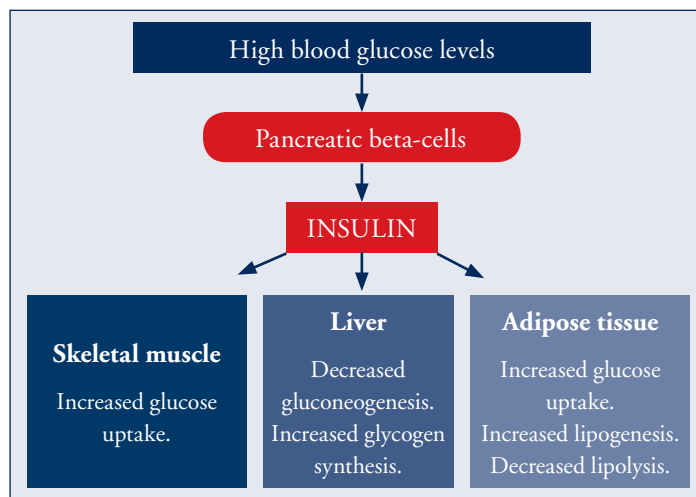 High blood glucose levels
Pancreatic beta-cells
INSULIN
Skeletal muscle
Increased glucose
uptake.
Liver
Decreased
gluconeogenesis.
Increased glycogen
synthesis.
Adipose tissue
Increased glucose
uptake.
Increased lipogenesis.
Decreased lipolysis.